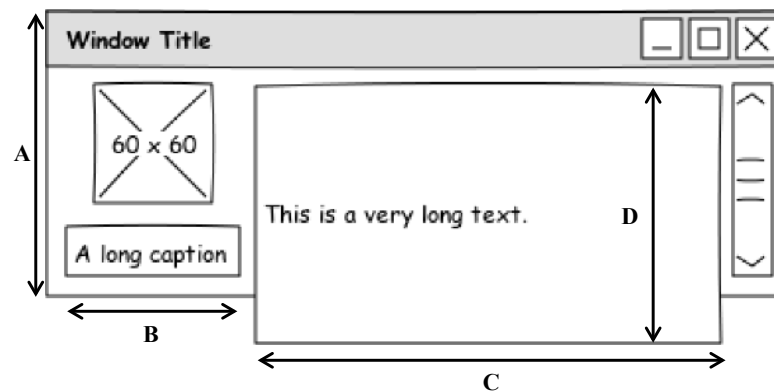 Window Title
A
60 x 60
This is a very long text.
D
A long caption
B
C